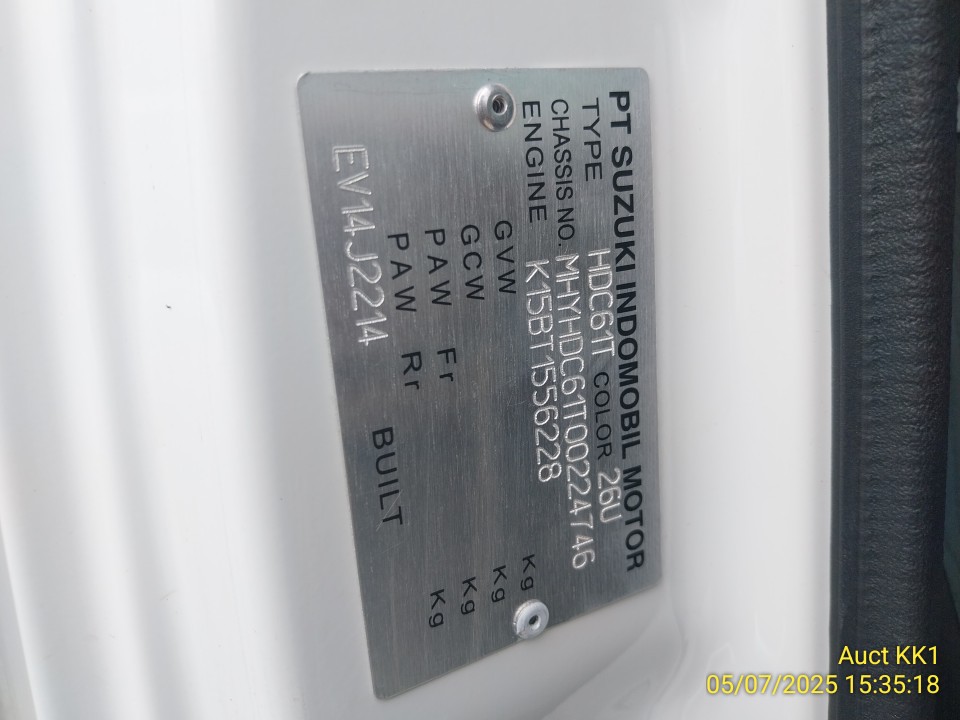 PT SUZUKI INDOMOBIL MOTOR
TYPE HDC61T COLOR 26U
CHASSIS NO. MHYHDC61T00224746
ENGINE K15BT1556228
GVW Kg
GCW Kg
PAW Fr Kg
PAW Rr Kg
BUILT
EV14J2214
Auct KK1
05/07/2025 15:35:18